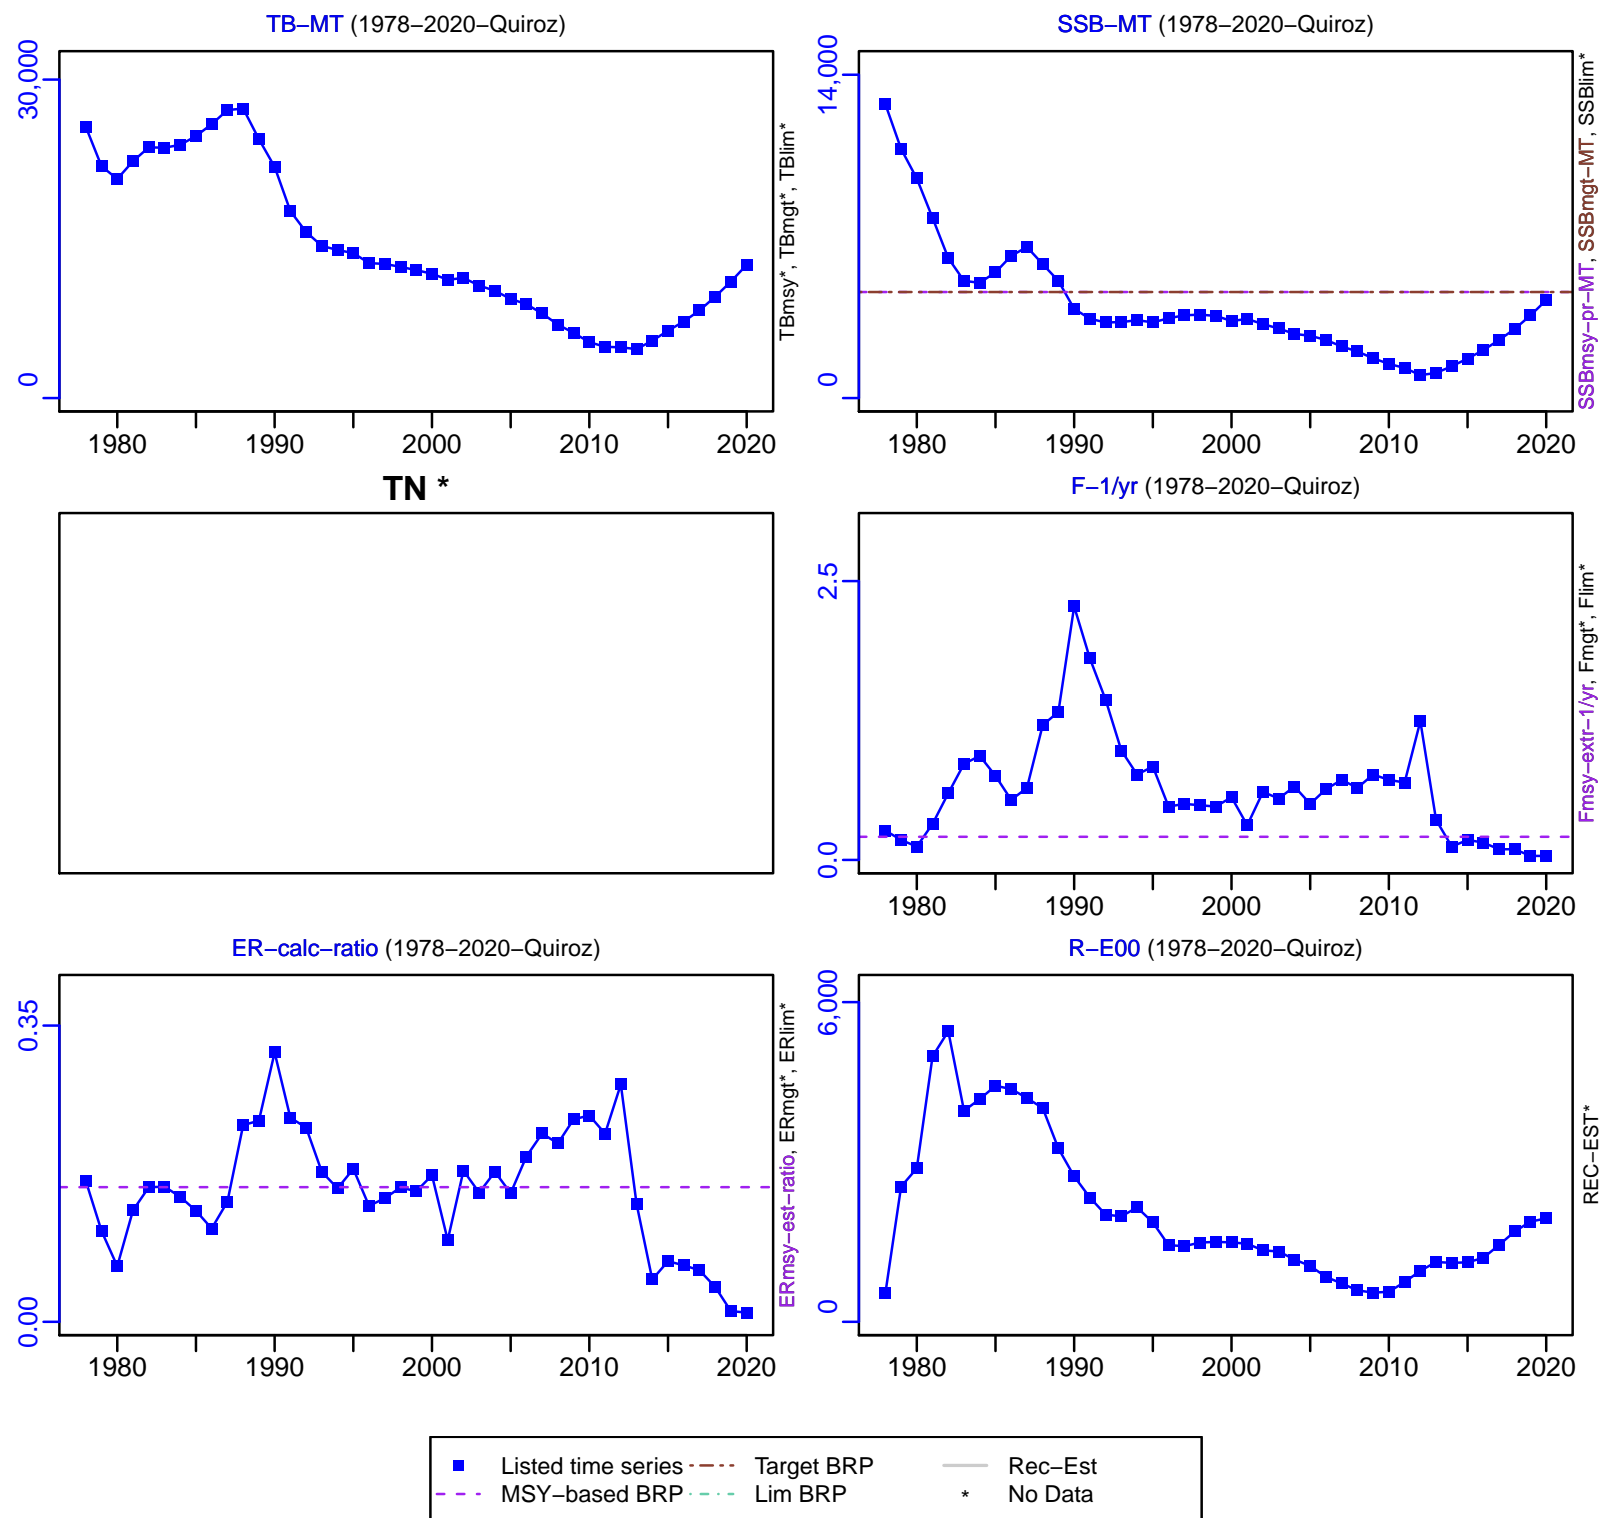 TB−MT (1978−2020−Quiroz)
30,000
0
1980 1990 2000 2010 2020
TBmsy*, TBmgt*, TBlim*
SSB−MT (1978−2020−Quiroz)
14,000
0
1980 1990 2000 2010 2020
SSBmsy−pr−MT, SSBmgt−MT, SSBlim*
TN *
F−1/yr (1978−2020−Quiroz)
2.5
0.0
1980 1990 2000 2010 2020
Fmsy−extr−1/yr, Fmgt*, Flim*
ER−calc−ratio (1978−2020−Quiroz)
0.35
0.00
1980 1990 2000 2010 2020
ERmsy−est−ratio, ERmgt*, ERlim*
R−E00 (1978−2020−Quiroz)
6,000
0
1980 1990 2000 2010 2020
REC−EST*
Listed time series Target BRP Rec−Est
MSY−based BRP Lim BRP * No Data